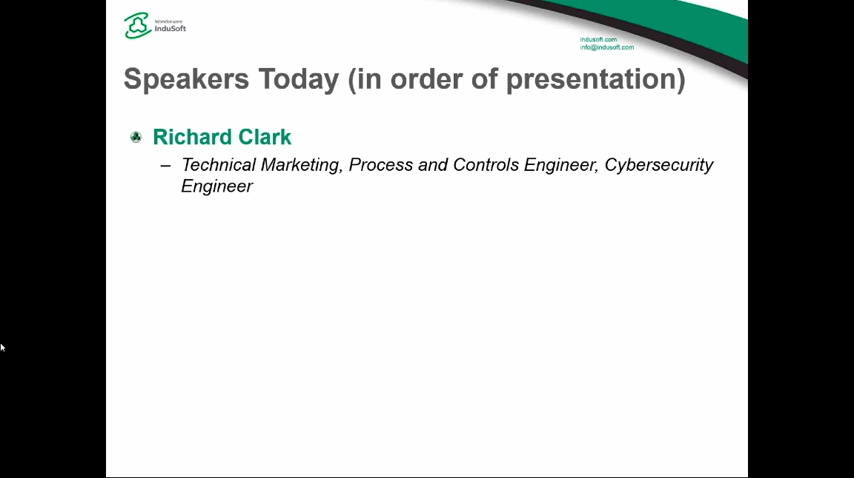 Wonderware
InduSoft
indusoft.com
info@indusoft.com
Speakers Today (in order of presentation)
Richard Clark
– Technical Marketing, Process and Controls Engineer, Cybersecurity
Engineer